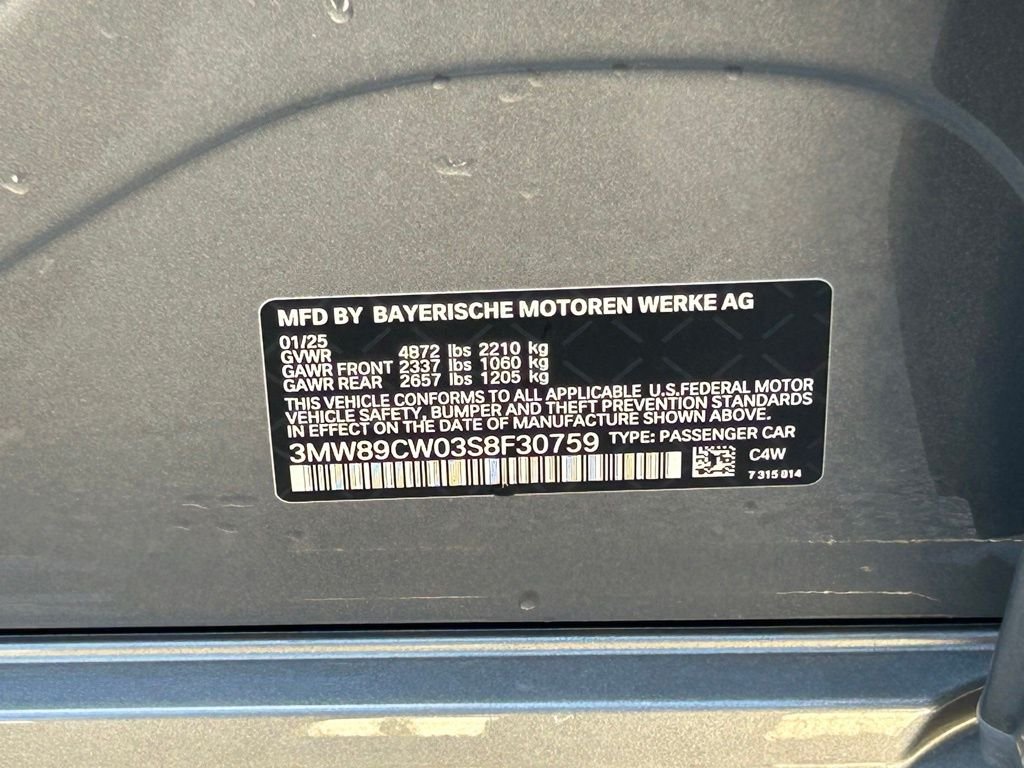 MFD BY BAYERISCHE MOTOREN WERKE AG
01/25
GVWR 4872 lbs 2210 kg
GAWR FRONT 2337 lbs 1060 kg
GAWR REAR 2657 lbs 1205 kg
THIS VEHICLE CONFORMS TO ALL APPLICABLE U.S.FEDERAL MOTOR
VEHICLE SAFETY, BUMPER AND THEFT PREVENTION STANDARDS
IN EFFECT ON THE DATE OF MANUFACTURE SHOWN ABOVE.
3MW89CW03S8F30759 TYPE: PASSENGER CAR
C4W
7 315 014